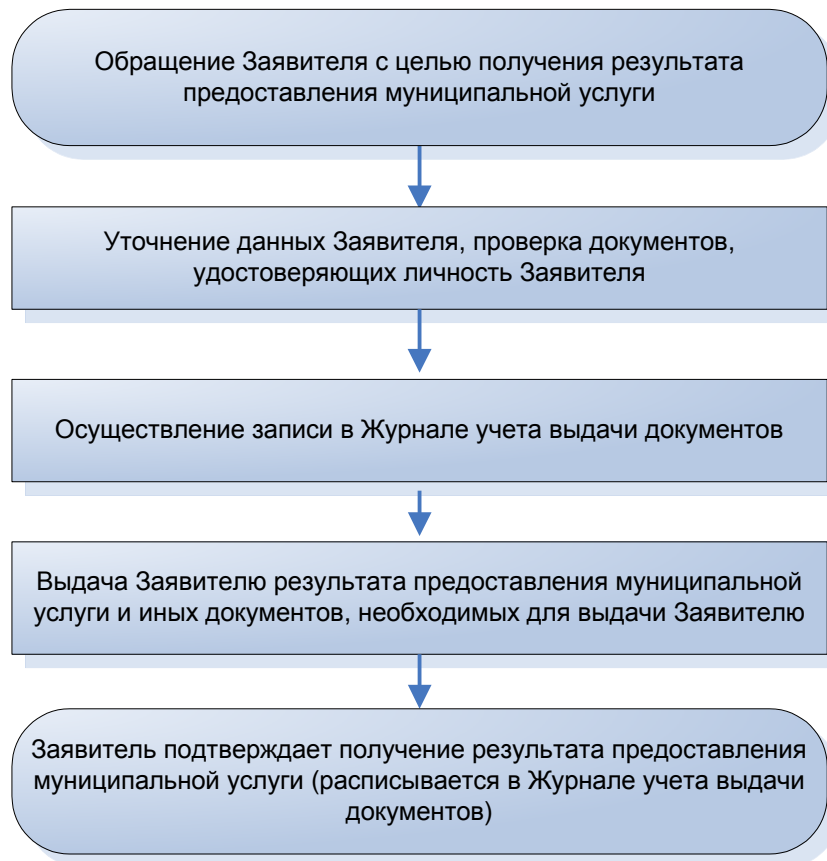 Обращение Заявителя с целью получения результата
предоставления муниципальной услуги
Уточнение данных Заявителя, проверка документов,
удостоверяющих личность Заявителя
Осуществление записи в Журнале учета выдачи документов
Выдача Заявителю результата предоставления муниципальной
услуги и иных документов, необходимых для выдачи Заявителю
Заявитель подтверждает получение результата предоставления
муниципальной услуги (расписывается в Журнале учета выдачи
документов)